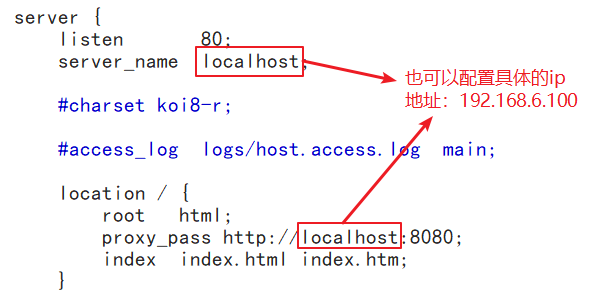 server {
    listen       80;
    server_name  localhost;
    #charset koi8-r;
    #access_log  logs/host.access.log  main;
    location / {
        root   html;
        proxy_pass http://localhost:8080;
        index  index.html index.htm;
    }
也可以配置具体的ip
地址：192.168.6.100